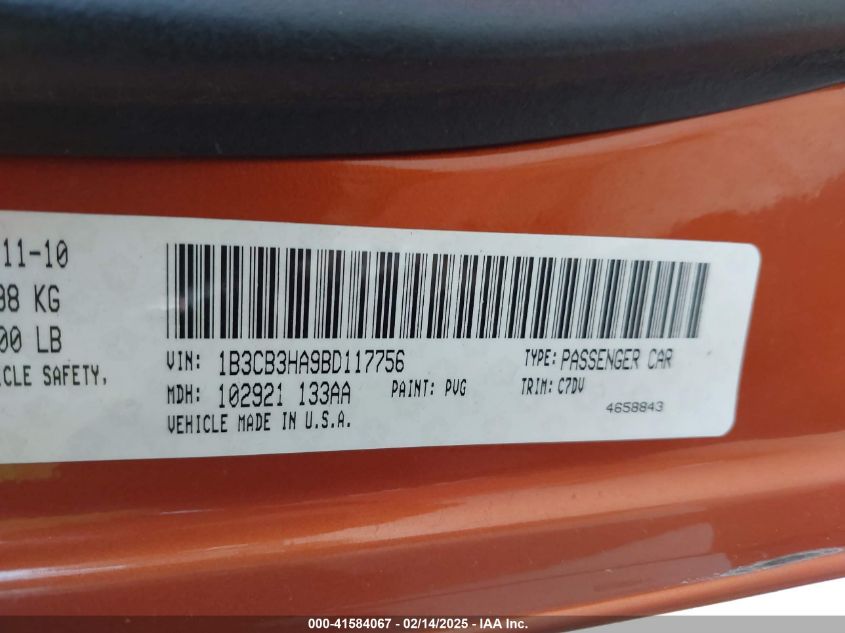 11-10
98 KG
00 LB
ICLE SAFETY,
VIN: 1B3CB3HA9BD117756 TYPE: PASSENGER CAR
MDH: 102921 133AA PAINT: PVG TRIM: C7DV
VEHICLE MADE IN U.S.A. 4658843
000-41584067 - 02/14/2025 - IAA Inc.